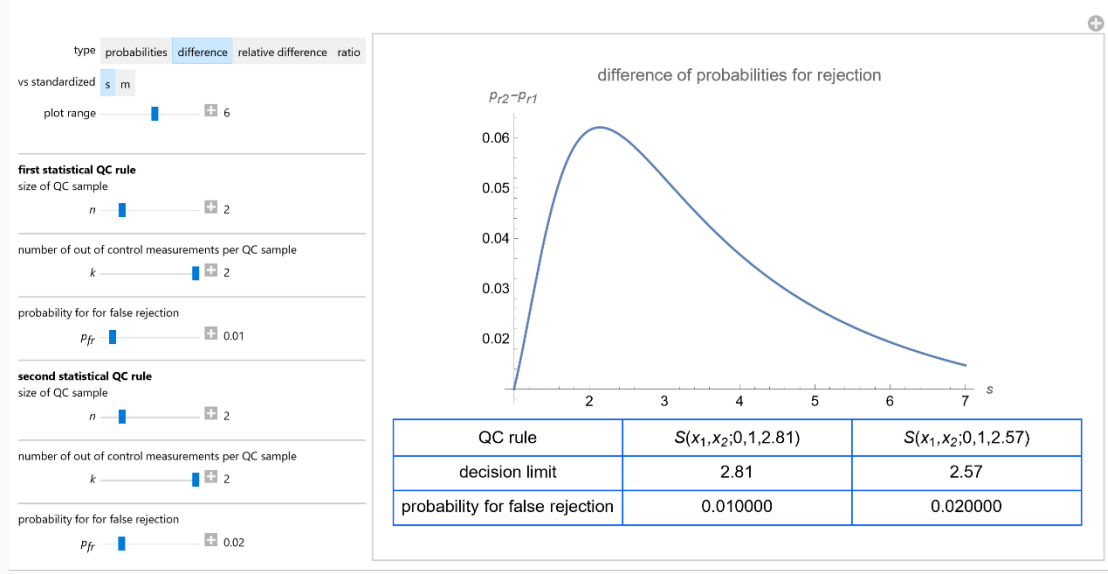 type probabilities difference relative difference ratio
vs standardized s m
plot range 6
first statistical QC rule
size of QC sample
n 2
number of out of control measurements per QC sample
k 2
probability for for false rejection
pfr 0.01
second statistical QC rule
size of QC sample
n 2
number of out of control measurements per QC sample
k 2
probability for for false rejection
pfr 0.02
difference of probabilities for rejection
pr2-pr1
0.06
0.05
0.04
0.03
0.02
2 3 4 5 6 7 s
QC rule S(x1,x2;0,1,2.81) S(x1,x2;0,1,2.57)
decision limit 2.81 2.57
probability for false rejection 0.010000 0.020000